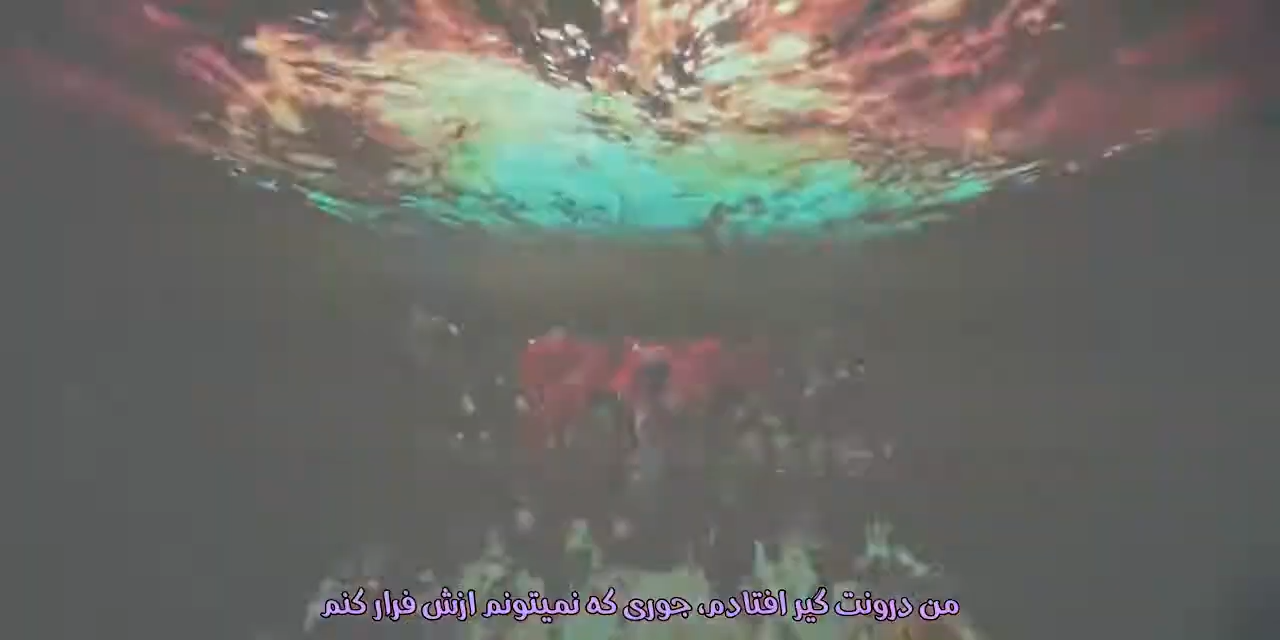 من درونت گیر افتادم، جوری که نمیتونم ازش فرار کنم